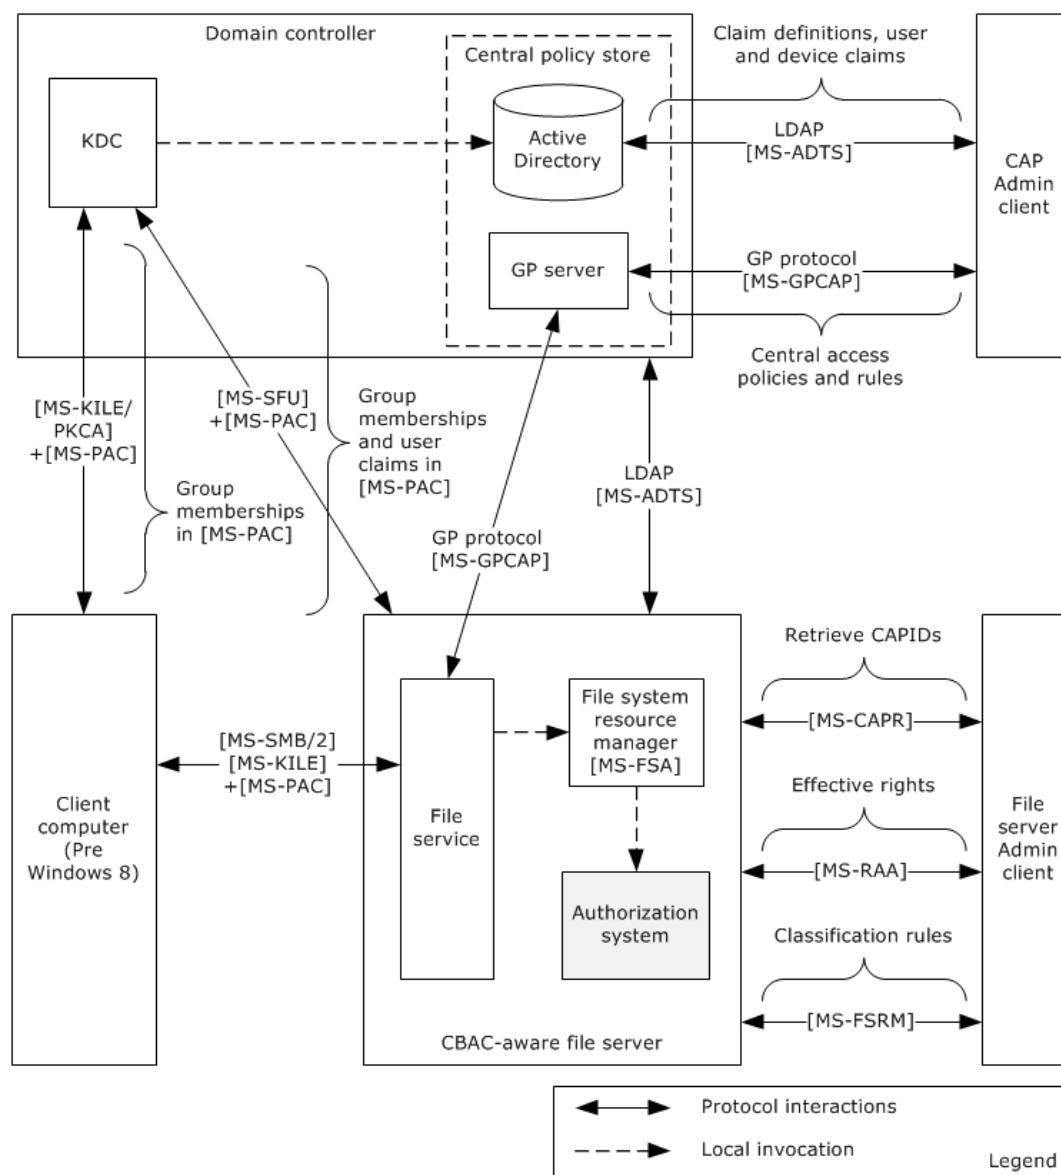 Domain controller
Central policy store
KDC
Active
Directory
GP server
Claim definitions, user
and device claims
LDAP
[MS-ADTS]
CAP
Admin
client
GP protocol
[MS-GPCAP]
Central access
policies and rules
[MS-KILE/
PKCA]
+[MS-PAC]
Group
memberships
in [MS-PAC]
[MS-SFU]
+[MS-PAC]
Group
memberships
and user
claims in
[MS-PAC]
GP protocol
[MS-GPCAP]
LDAP
[MS-ADTS]
Client
computer
(Pre
Windows 8)
[MS-SMB/2]
[MS-KILE]
+[MS-PAC]
File
service
File system
resource
manager
[MS-FSA]
Authorization
system
CBAC-aware file server
Retrieve CAPIDs
[MS-CAPR]
Effective rights
[MS-RAA]
Classification rules
[MS-FSRM]
File
server
Admin
client
Protocol interactions
Local invocation
Legend